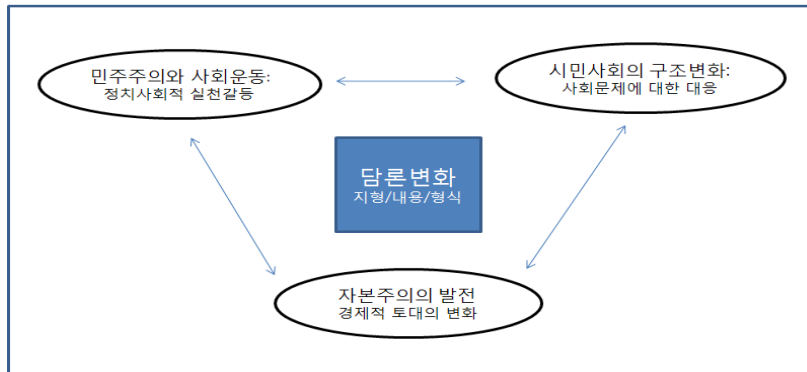 민주주의와 사회운동:
정치사회적 실천갈등
시민사회의 구조변화:
사회문제에 대한 대응
담론변화
지형/내용/형식
자본주의의 발전
경제적 토대의 변화